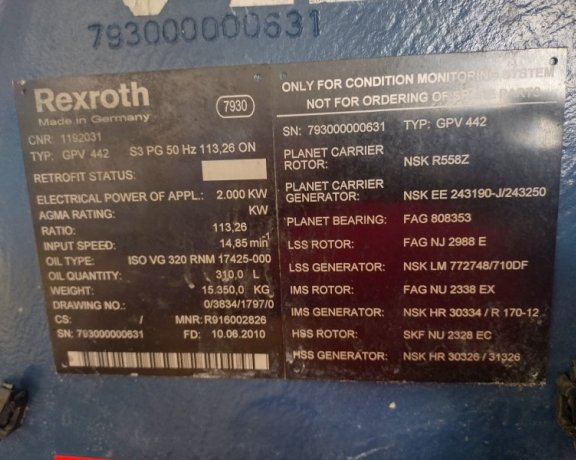 793000000631
Rexroth
Made in Germany
7930
CNR: 1192031
TYP: GPV 442 S3 PG 50 Hz 113,26 ON
RETROFIT STATUS:
ELECTRICAL POWER OF APPL.: 2.000 KW
AGMA RATING: KW
RATIO: 113,26
INPUT SPEED: 14,85 min
OIL TYPE: ISO VG 320 RNM 17425-000
OIL QUANTITY: 310,0 L
WEIGHT: 15.350,0 KG
DRAWING NO.: 0/3834/1797/0
CS: / MNR: R916002826
SN: 793000000631 FD: 10.06.2010
ONLY FOR CONDITION MONITORING SYSTEM
NOT FOR ORDERING OF
SN: 793000000631 TYP: GPV 442
PLANET CARRIER
ROTOR: NSK R558Z
PLANET CARRIER
GENERATOR: NSK EE 243190-J/243250
PLANET BEARING: FAG 808353
LSS ROTOR: FAG NJ 2988 E
LSS GENERATOR: NSK LM 772748/710DF
IMS ROTOR: FAG NU 2338 EX
IMS GENERATOR: NSK HR 30334 / R 170-12
HSS ROTOR: SKF NU 2328 EC
HSS GENERATOR: NSK HR 30326 / 31326